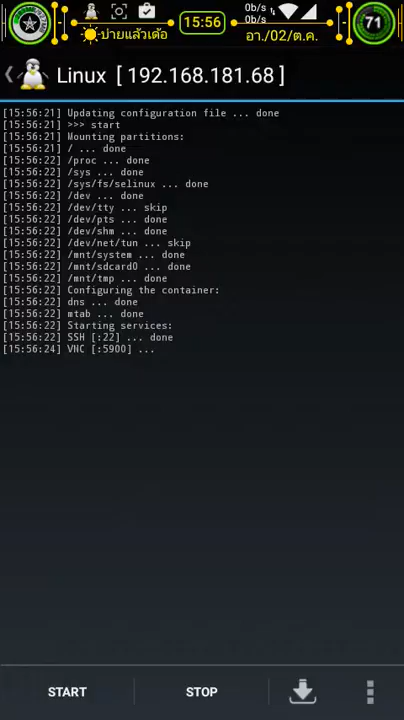 15:56
0b/s
0b/s
71
บ่ายแล้วเด้อ
อา./02/ต.ค.
Linux [ 192.168.181.68 ]
[15:56:21] Updating configuration file ... done
[15:56:21] >>> start
[15:56:21] Mounting partitions:
[15:56:21] / ... done
[15:56:22] /proc ... done
[15:56:22] /sys ... done
[15:56:22] /sys/fs/selinux ... done
[15:56:22] /dev ... done
[15:56:22] /dev/tty ... skip
[15:56:22] /dev/pts ... done
[15:56:22] /dev/shm ... done
[15:56:22] /dev/net/tun ... skip
[15:56:22] /mnt/system ... done
[15:56:22] /mnt/sdcard0 ... done
[15:56:22] /mnt/tmp ... done
[15:56:22] Configuring the container:
[15:56:22] dns ... done
[15:56:22] mtab ... done
[15:56:22] Starting services:
[15:56:22] SSH [:22] ... done
[15:56:24] VNC [:5900] ...
START
STOP